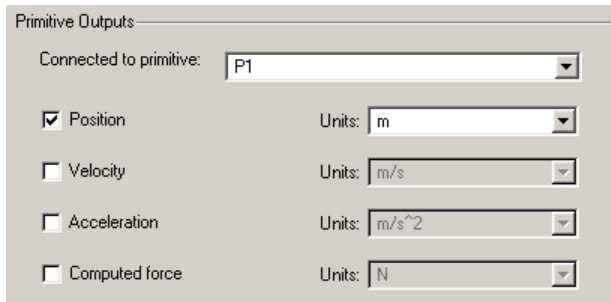 Primitive Outputs
Connected to primitive: P1
Position Units: m
Velocity Units: m/s
Acceleration Units: m/s^2
Computed force Units: N